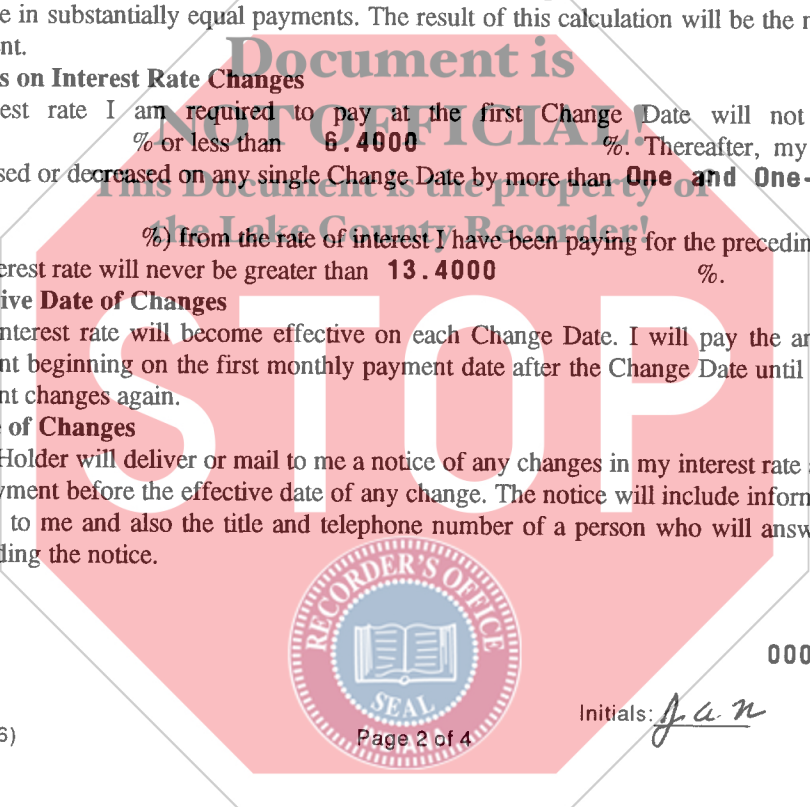 e in substantially equal payments. The result of this calculation will be the
nt.
Document is
s on Interest Rate Changes
est rate I am required to pay at the first Change Date will not
NOT OFFICIAL!
% or less than 6.4000 %. Thereafter, my
sed or decreased on any single Change Date by more than One and One-
This Document is the property of
the Lake County Recorder!
%) from the rate of interest I have been paying for the precedin
erest rate will never be greater than 13.4000 %.
ive Date of Changes
nterest rate will become effective on each Change Date. I will pay the
nt beginning on the first monthly payment date after the Change Date until
nt changes again.
STOP
of Changes
Holder will deliver or mail to me a notice of any changes in my interest rate
yment before the effective date of any change. The notice will include inform
to me and also the title and telephone number of a person who will answ
ding the notice.
RECORDER'S OFFICE
SEAL
000
Initials: J. a. n
6)
Page 2 of 4